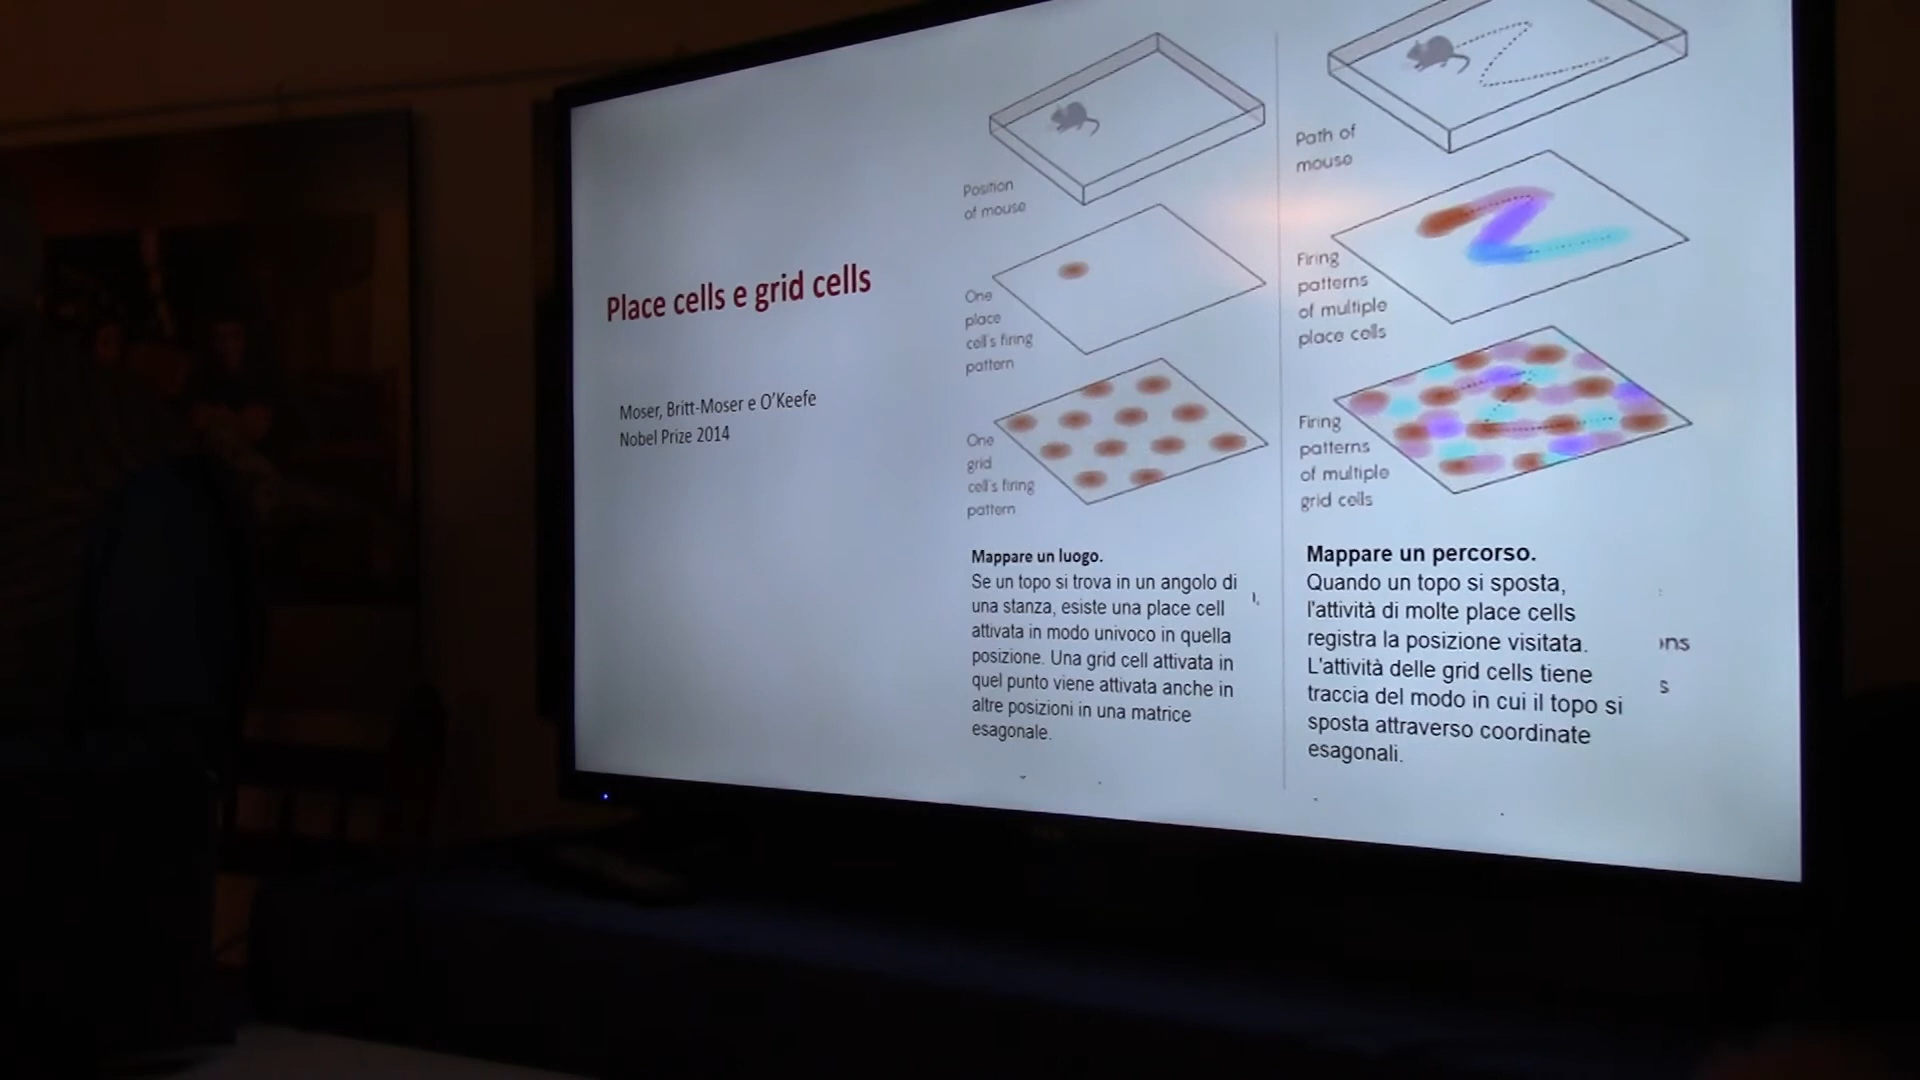 Place cells e grid cells
Moser, Britt-Moser e O'Keefe
Nobel Prize 2014
Position
of mouse
One
place
cell's firing
pattern
One
grid
cell's firing
pattern
Mappare un luogo.
Se un topo si trova in un angolo di
una stanza, esiste una place cell
attivata in modo univoco in quella
posizione. Una grid cell attivata in
quel punto viene attivata anche in
altre posizioni in una matrice
esagonale.
Path of
mouse
Firing
patterns
of multiple
place cells
Firing
patterns
of multiple
grid cells
Mappare un percorso.
Quando un topo si sposta,
l'attività di molte place cells
registra la posizione visitata.
L'attività delle grid cells tiene
traccia del modo in cui il topo si
sposta attraverso coordinate
esagonali.